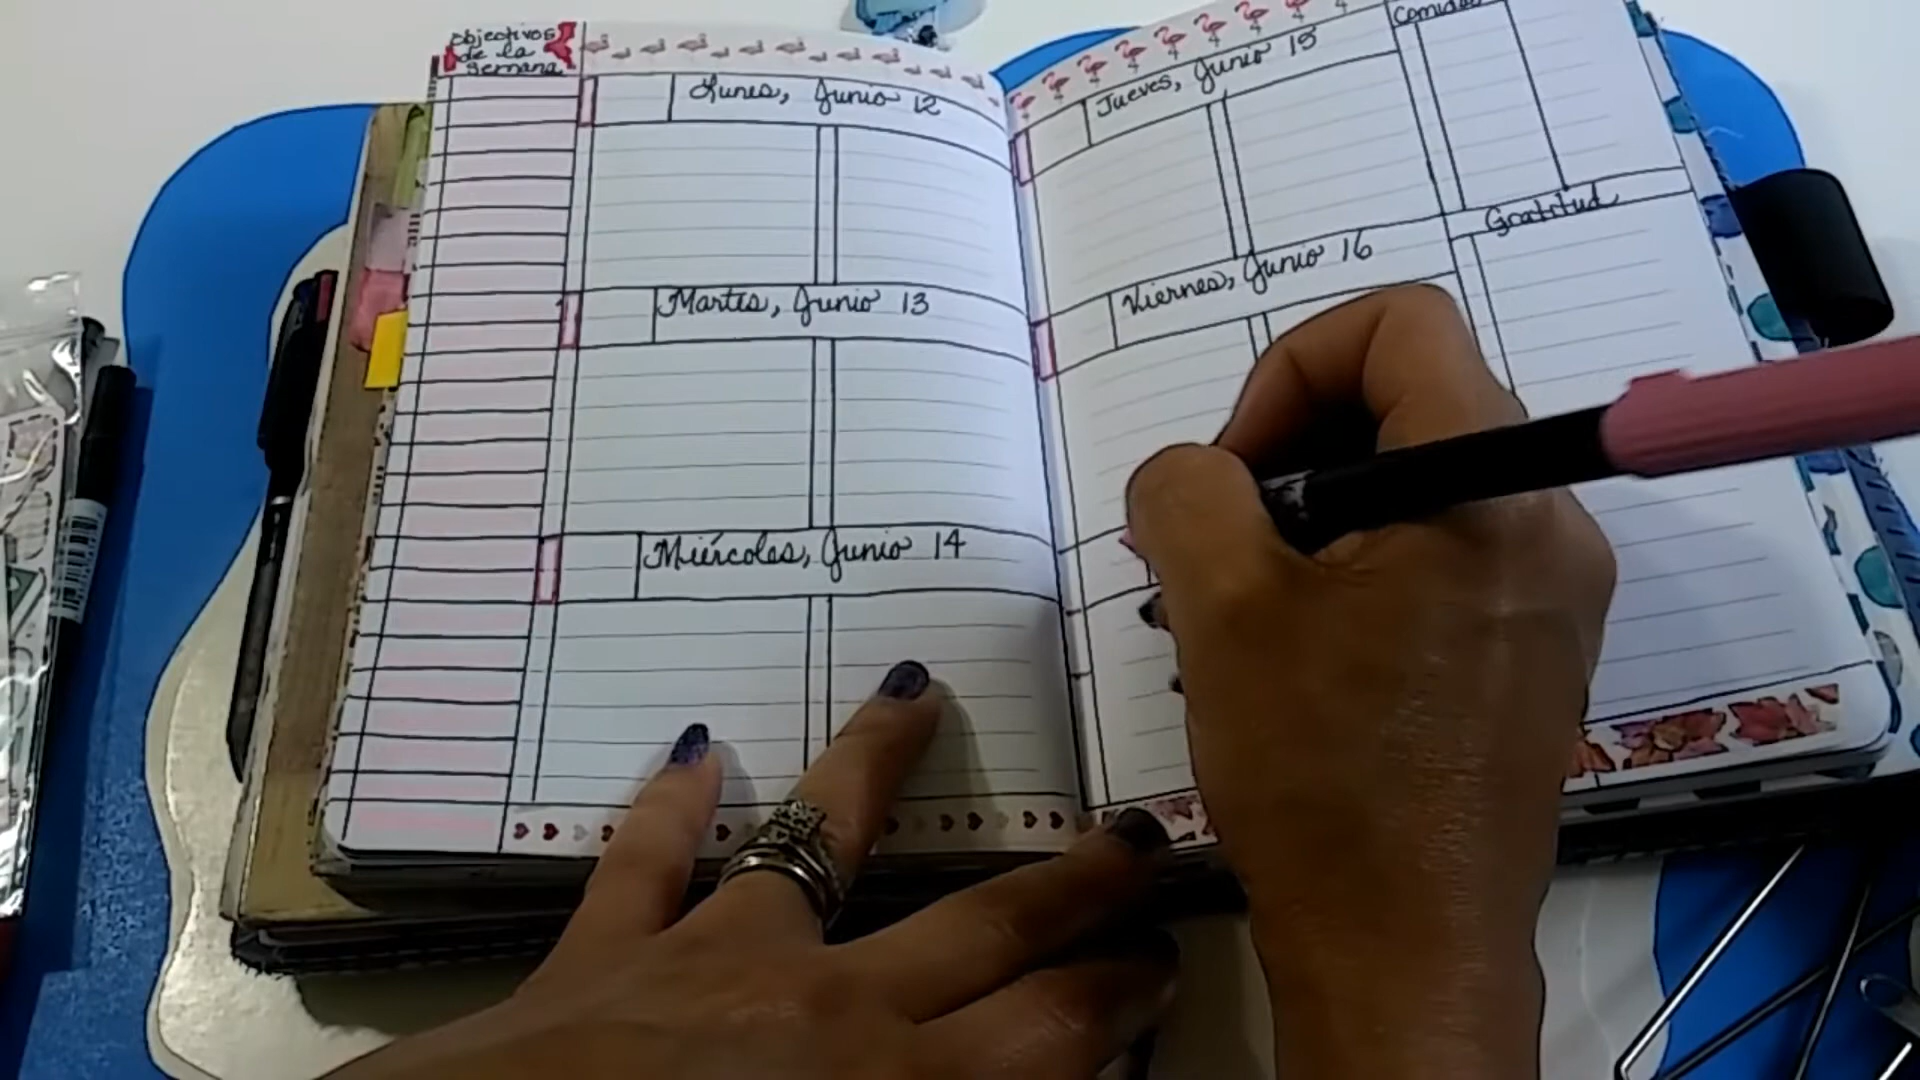 Objectivos
de la
Semana
Lunes, Junio 12
Martes, Junio 13
Miércoles, Junio 14
Jueves, Junio 15
Viernes, Junio 16
Comidas
Gratitud